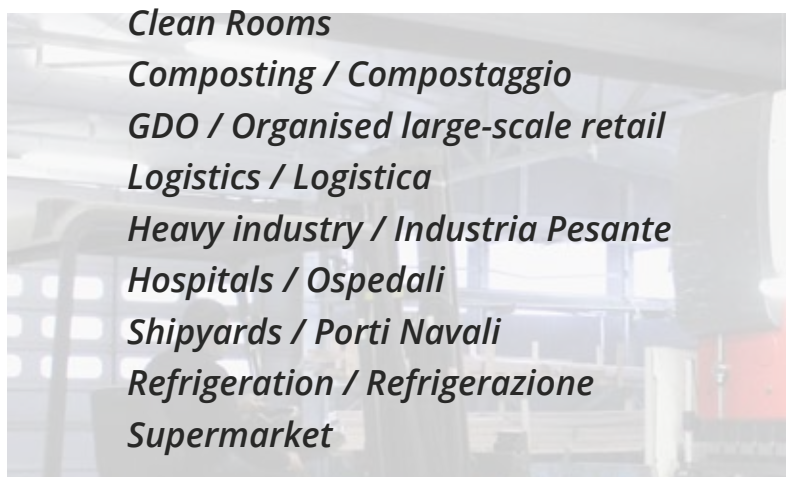 Clean Rooms
Composting / Compostaggio
GDO / Organised large-scale retail
Logistics / Logistica
Heavy industry / Industria Pesante
Hospitals / Ospedali
Shipyards / Porti Navali
Refrigeration / Refrigerazione
Supermarket